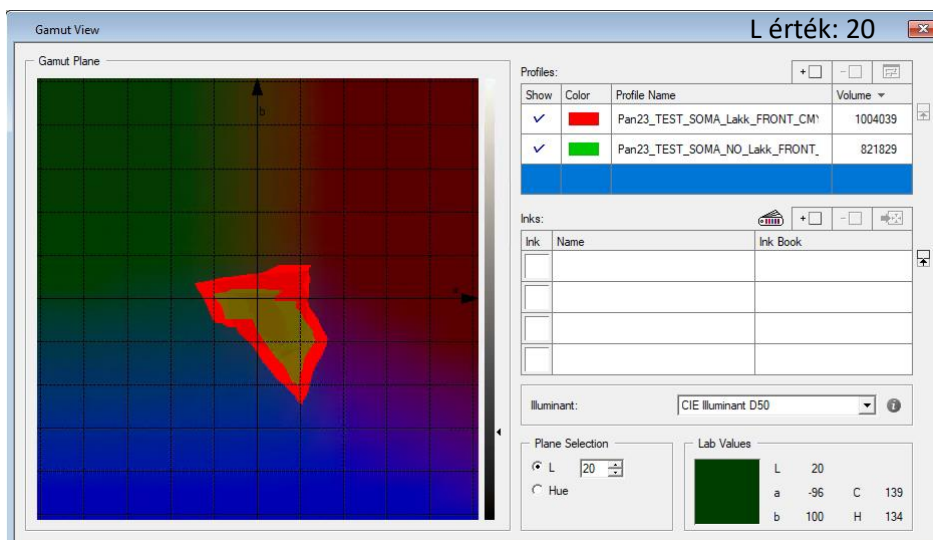 Gamut View
L érték: 20
Gamut Plane
b
a
Profiles:
Show Color Profile Name Volume
Pan23_TEST_SOMA_Lakk_FRONT_CMY 1004039
Pan23_TEST_SOMA_NO_Lakk_FRONT_ 821829
Inks:
Ink Name Ink Book
Illuminant: CIE Illuminant D50
Plane Selection
L 20
Hue
Lab Values
L 20
a -96 C 139
b 100 H 134